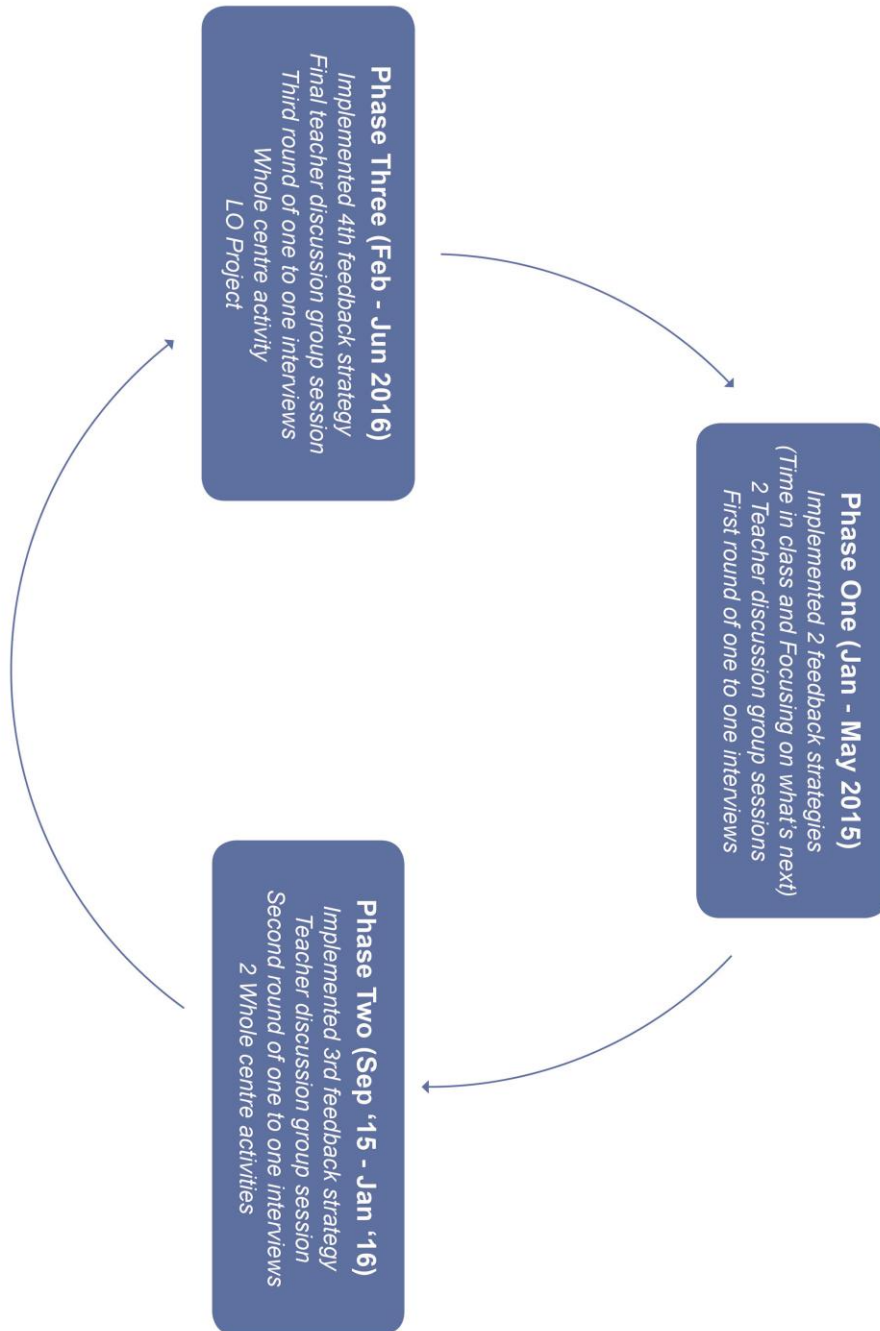 Phase One (Jan - May 2015)
Implemented 2 feedback strategies
(Time in class and Focusing on what's next)
2 Teacher discussion group sessions
First round of one to one interviews
Phase Two (Sep ‘15 - Jan ‘16)
Implemented 3rd feedback strategy
Teacher discussion group session
Second round of one to one interviews
2 Whole centre activities
Phase Three (Feb - Jun 2016)
Implemented 4th feedback strategy
Final teacher discussion group session
Third round of one to one interviews
Whole centre activity
LO Project